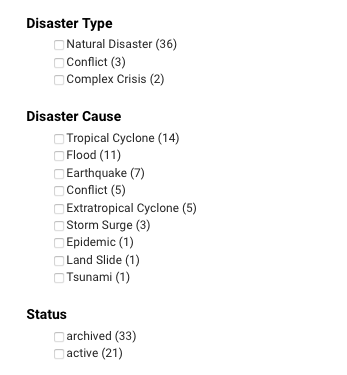 Disaster Type
Natural Disaster (36)
Conflict (3)
Complex Crisis (2)
Disaster Cause
Tropical Cyclone (14)
Flood (11)
Earthquake (7)
Conflict (5)
Extratropical Cyclone (5)
Storm Surge (3)
Epidemic (1)
Land Slide (1)
Tsunami (1)
Status
archived (33)
active (21)